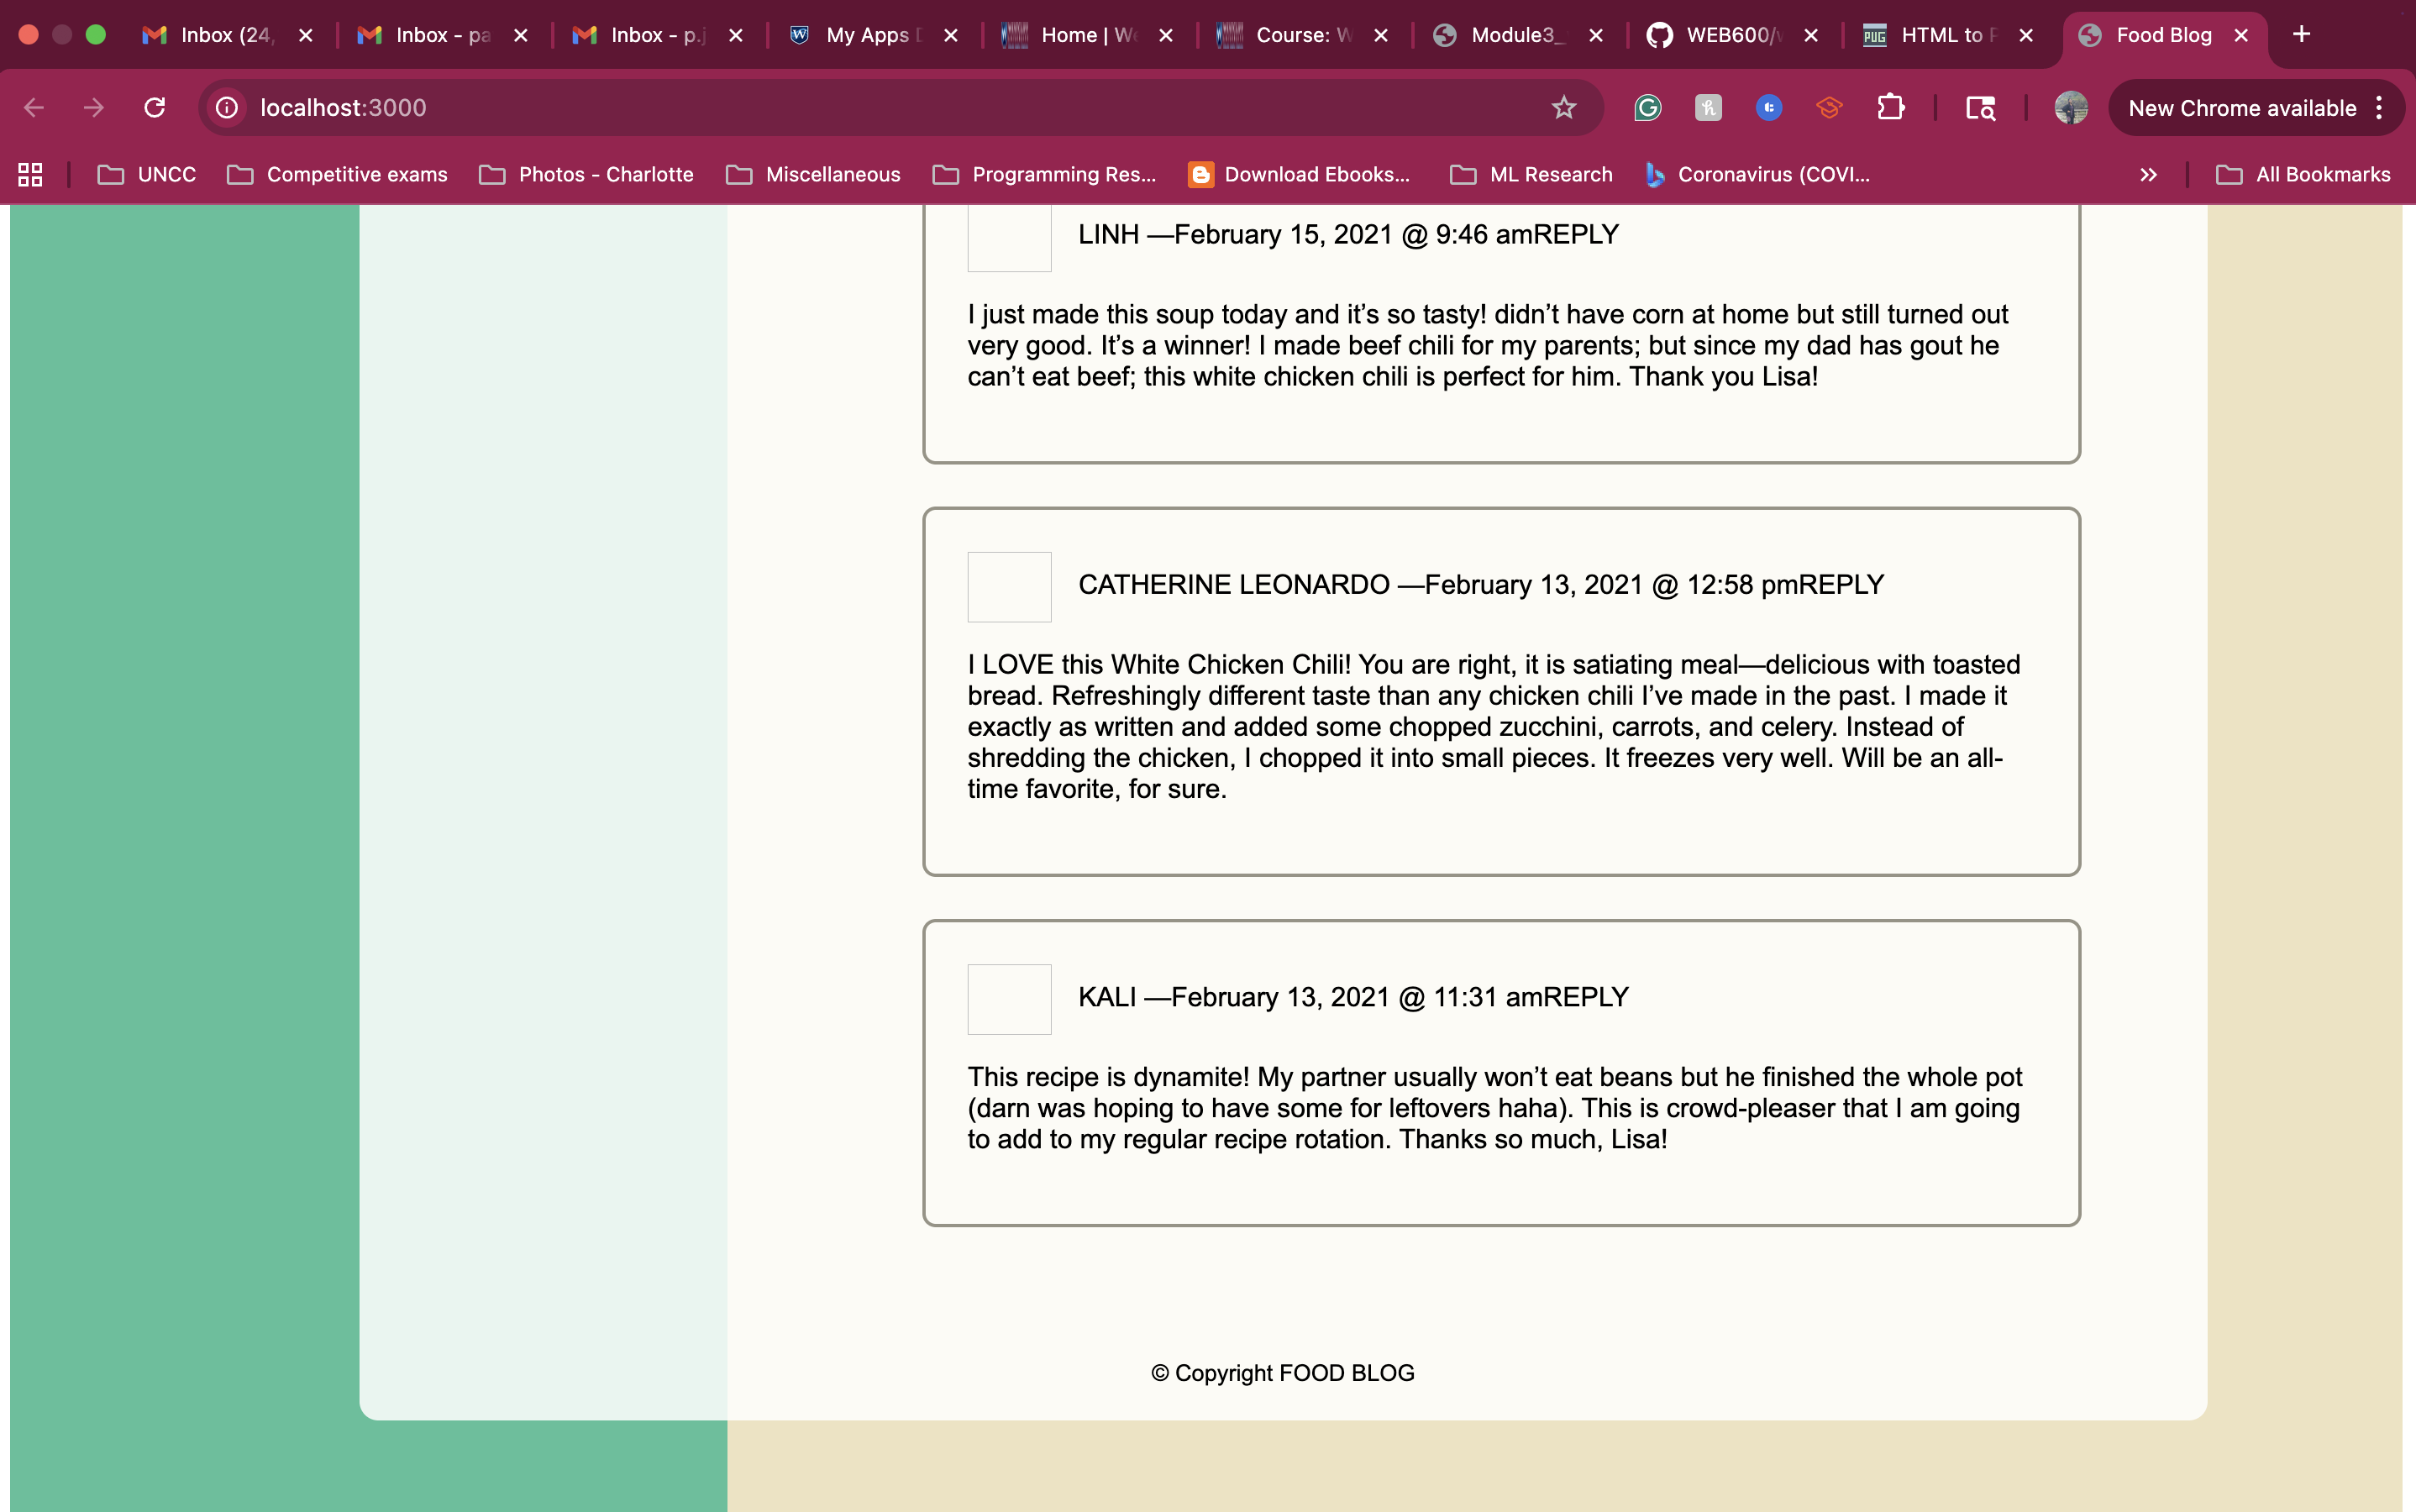 Inbox (24,
Inbox - pa
Inbox - p.j
My Apps
Home | We
Course: W
Module3_
WEB600/
HTML to
PUG
Food Blog
localhost:3000
New Chrome available
UNCC
Competitive exams
Photos - Charlotte
Miscellaneous
Programming Res...
Download Ebooks...
ML Research
Coronavirus (COVI...
All Bookmarks
LINH —February 15, 2021 @ 9:46 amREPLY
I just made this soup today and it’s so tasty! didn’t have corn at home but still turned out
very good. It’s a winner! I made beef chili for my parents; but since my dad has gout he
can’t eat beef; this white chicken chili is perfect for him. Thank you Lisa!
CATHERINE LEONARDO —February 13, 2021 @ 12:58 pmREPLY
I LOVE this White Chicken Chili! You are right, it is satiating meal—delicious with toasted
bread. Refreshingly different taste than any chicken chili I’ve made in the past. I made it
exactly as written and added some chopped zucchini, carrots, and celery. Instead of
shredding the chicken, I chopped it into small pieces. It freezes very well. Will be an all-
time favorite, for sure.
KALI —February 13, 2021 @ 11:31 amREPLY
This recipe is dynamite! My partner usually won’t eat beans but he finished the whole pot
(darn was hoping to have some for leftovers haha). This is crowd-pleaser that I am going
to add to my regular recipe rotation. Thanks so much, Lisa!
© Copyright FOOD BLOG